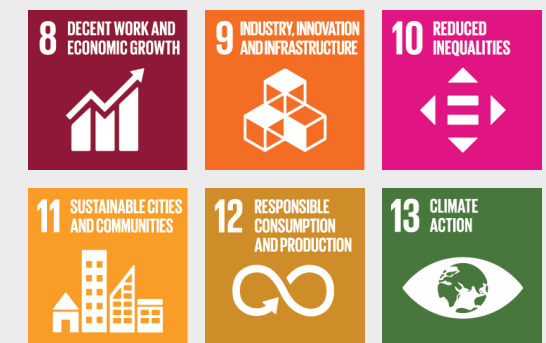 8 DECENT WORK AND
ECONOMIC GROWTH
9 INDUSTRY, INNOVATION
AND INFRASTRUCTURE
10 REDUCED
INEQUALITIES
11 SUSTAINABLE CITIES
AND COMMUNITIES
12 RESPONSIBLE
CONSUMPTION
AND PRODUCTION
13 CLIMATE
ACTION